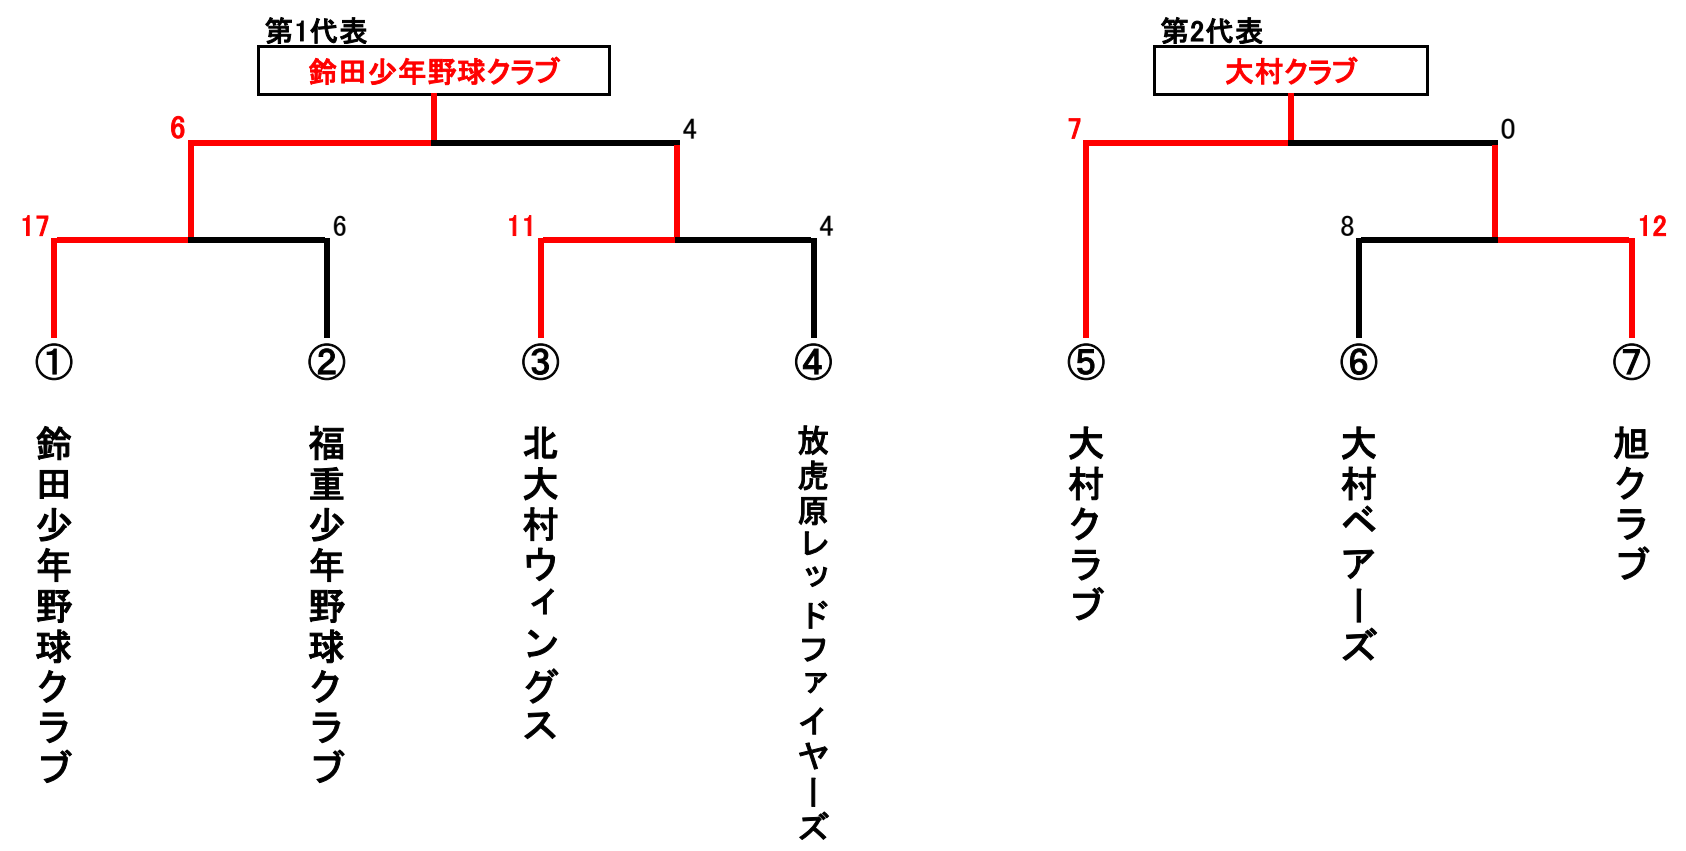 第1代表
鈴田少年野球クラブ
6
4
17
6
11
4
①
②
③
④
鈴田少年野球クラブ
福重少年野球クラブ
北大村ウィングス
放虎原レッドファイヤーズ
第2代表
大村クラブ
7
0
8
12
⑤
⑥
⑦
大村クラブ
大村ベアーズ
旭クラブ